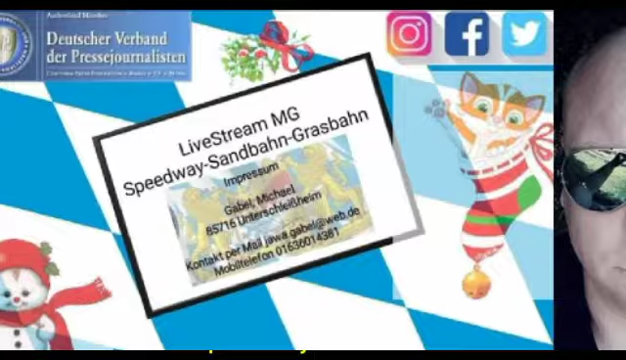 Deutscher Verband
der Pressejournalisten
LiveStream MG
Speedway-Sandbahn-Grasbahn
Impressum
Gabel, Michael
85716 Unterschleißheim
Kontakt per Mail jawa.gabel@web.de
Mobiltelefon 01636014381